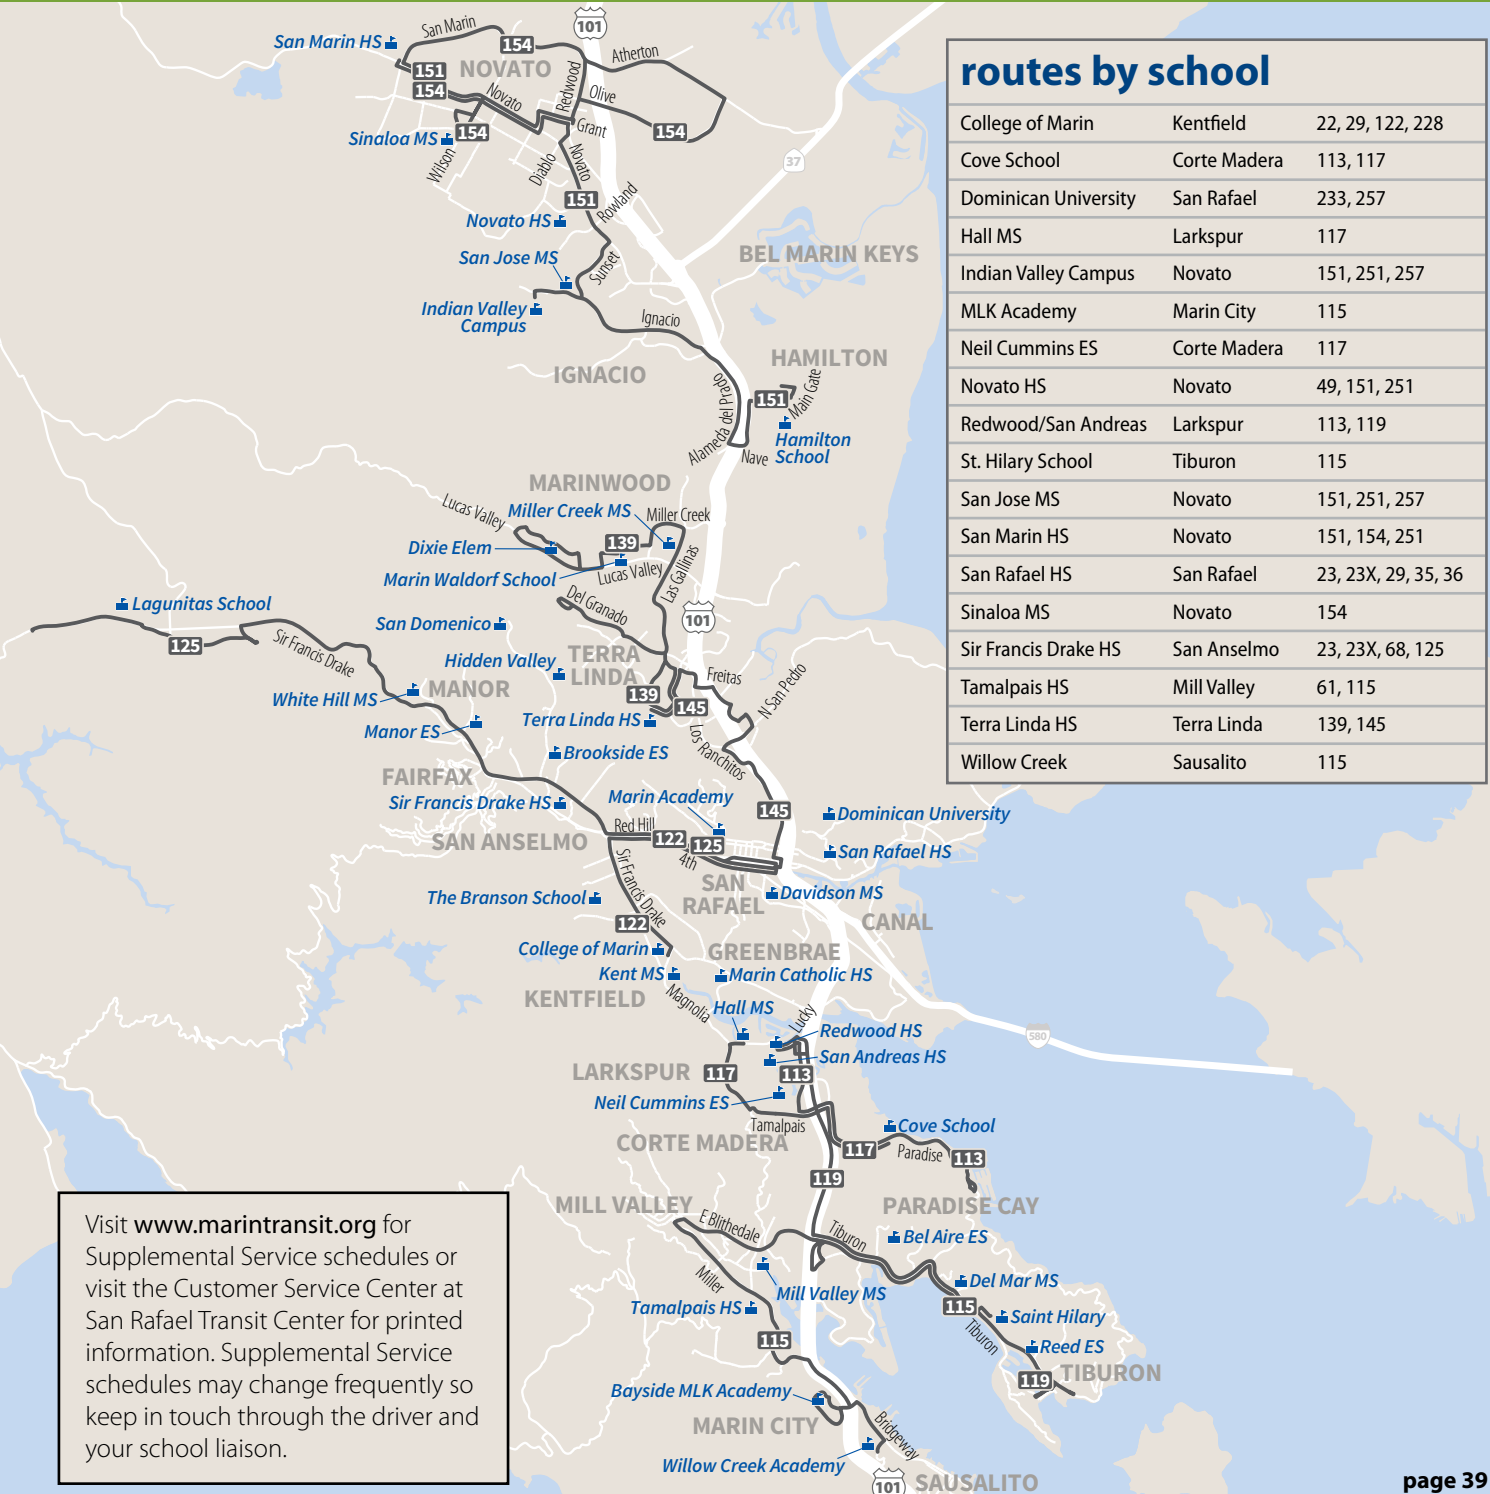 101
San Marin
San Marin HS
154
Atherton
151
NOVATO
154
Redwood
Olive
Novato
Grant
154
154
Sinaloa MS
Wilson
Diablo
Novato
37
151
Rowland
Novato HS
San Jose MS
Sunset
BEL MARIN KEYS
Indian Valley
Campus
Ignacio
IGNACIO
HAMILTON
Alameda del Prado
151
Main Gate
Hamilton
School
Nave
MARINWOOD
Lucas Valley
Miller Creek MS
Miller Creek
Dixie Elem
139
Marin Waldorf School
Lucas Valley
Las Gallinas
Del Granado
Lagunitas School
101
San Domenico
125
Sir Francis Drake
TERRA
LINDA
Hidden Valley
Freitas
N San Pedro
MANOR
White Hill MS
139
145
Terra Linda HS
Manor ES
Los Ranchitos
Brookside ES
FAIRFAX
Sir Francis Drake HS
Marin Academy
145
Dominican University
Red Hill
122
125
4th
SAN ANSELMO
San Rafael HS
Sir Francis Drake
SAN
RAFAEL
Davidson MS
The Branson School
122
CANAL
College of Marin
GREENBRAE
Kent MS
Marin Catholic HS
KENTFIELD
Magnolia
Hall MS
Lucky
Redwood HS
580
San Andreas HS
LARKSPUR
117
113
Neil Cummins ES
Tamalpais
Cove School
CORTE MADERA
117
Paradise
113
119
MILL VALLEY
PARADISE CAY
E Blithedale
Tiburon
Bel Aire ES
Miller
Mill Valley MS
Del Mar MS
Tamalpais HS
115
Saint Hilary
Tiburon
115
Reed ES
119
TIBURON
Bayside MLK Academy
MARIN CITY
Bridgeway
Willow Creek Academy
101
SAUSALITO
routes by school
College of Marin Kentfield 22, 29, 122, 228
Cove School Corte Madera 113, 117
Dominican University San Rafael 233, 257
Hall MS Larkspur 117
Indian Valley Campus Novato 151, 251, 257
MLK Academy Marin City 115
Neil Cummins ES Corte Madera 117
Novato HS Novato 49, 151, 251
Redwood/San Andreas Larkspur 113, 119
St. Hilary School Tiburon 115
San Jose MS Novato 151, 251, 257
San Marin HS Novato 151, 154, 251
San Rafael HS San Rafael 23, 23X, 29, 35, 36
Sinaloa MS Novato 154
Sir Francis Drake HS San Anselmo 23, 23X, 68, 125
Tamalpais HS Mill Valley 61, 115
Terra Linda HS Terra Linda 139, 145
Willow Creek Sausalito 115
Visit www.marintransit.org for
Supplemental Service schedules or
visit the Customer Service Center at
San Rafael Transit Center for printed
information. Supplemental Service
schedules may change frequently so
keep in touch through the driver and
your school liaison.
page 39